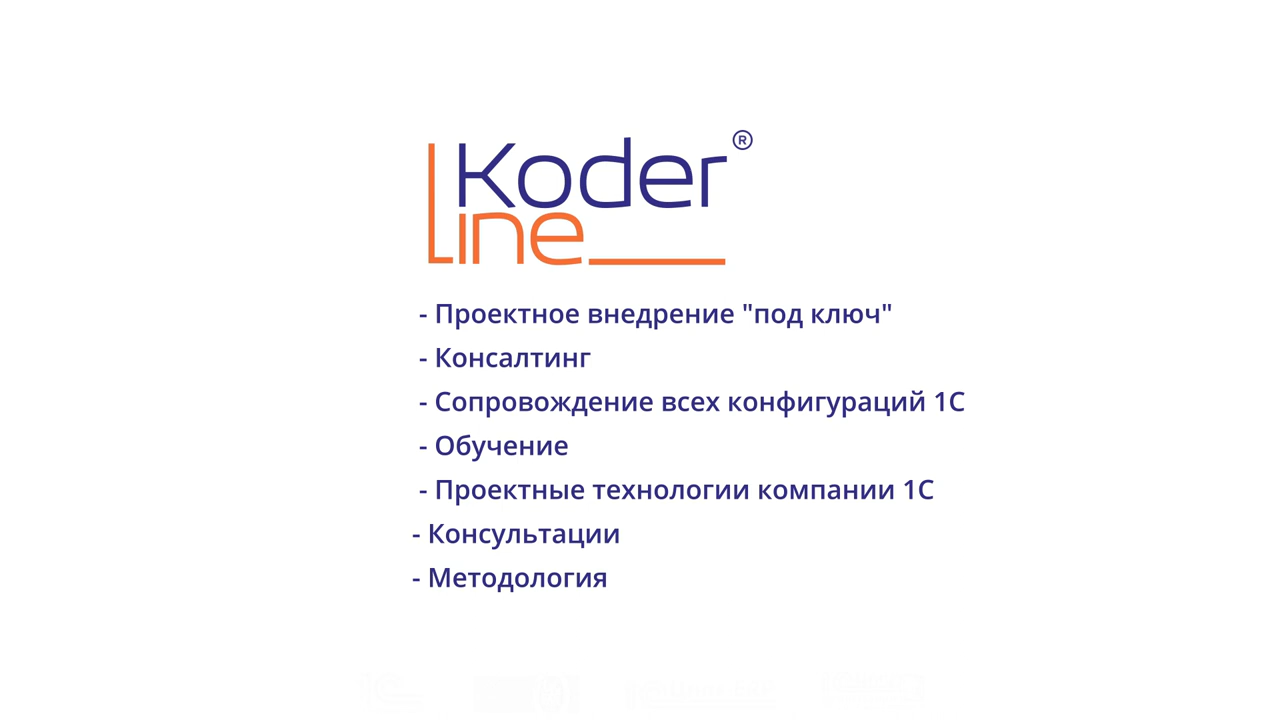 Koder®
Line
- Проектное внедрение "под ключ"
- Консалтинг
- Сопровождение всех конфигураций 1С
- Обучение
- Проектные технологии компании 1С
- Консультации
- Методология